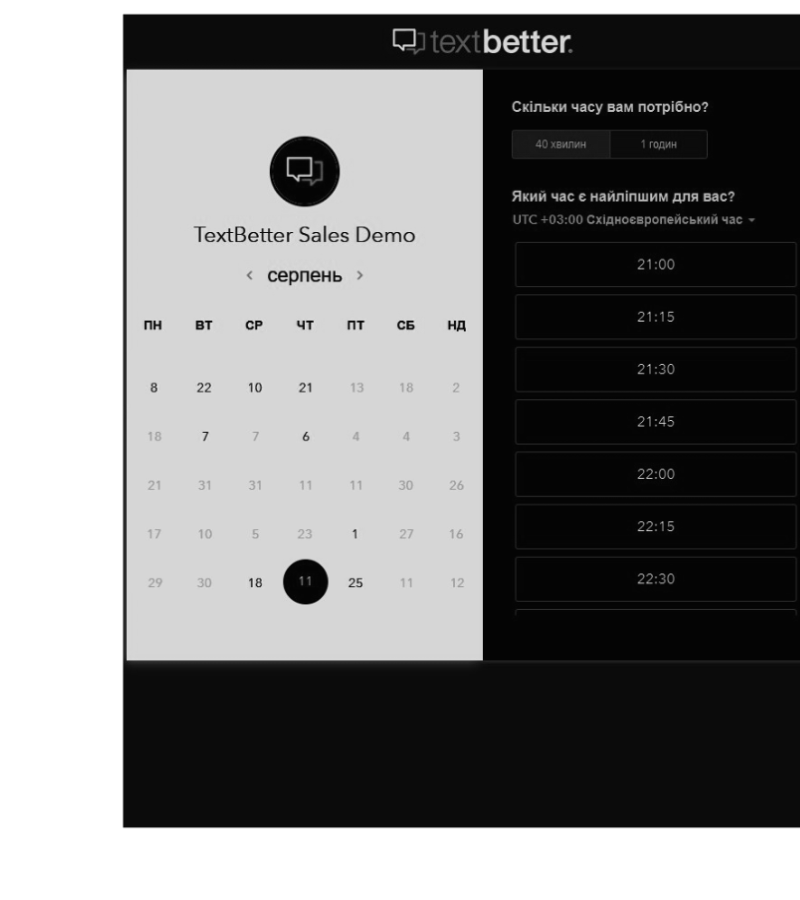 textbetter.
TextBetter Sales Demo
< серпень >
ПН ВТ СР ЧТ ПТ СБ НД
8 22 10 21 13 18 2
18 7 7 6 4 4 3
21 31 31 11 11 30 26
17 10 5 23 1 27 16
29 30 18 11 25 11 12
Скільки часу вам потрібно?
40 хвилин 1 годин
Який час є найліпшим для вас?
UTC +03:00 Східноєвропейський час
21:00
21:15
21:30
21:45
22:00
22:15
22:30